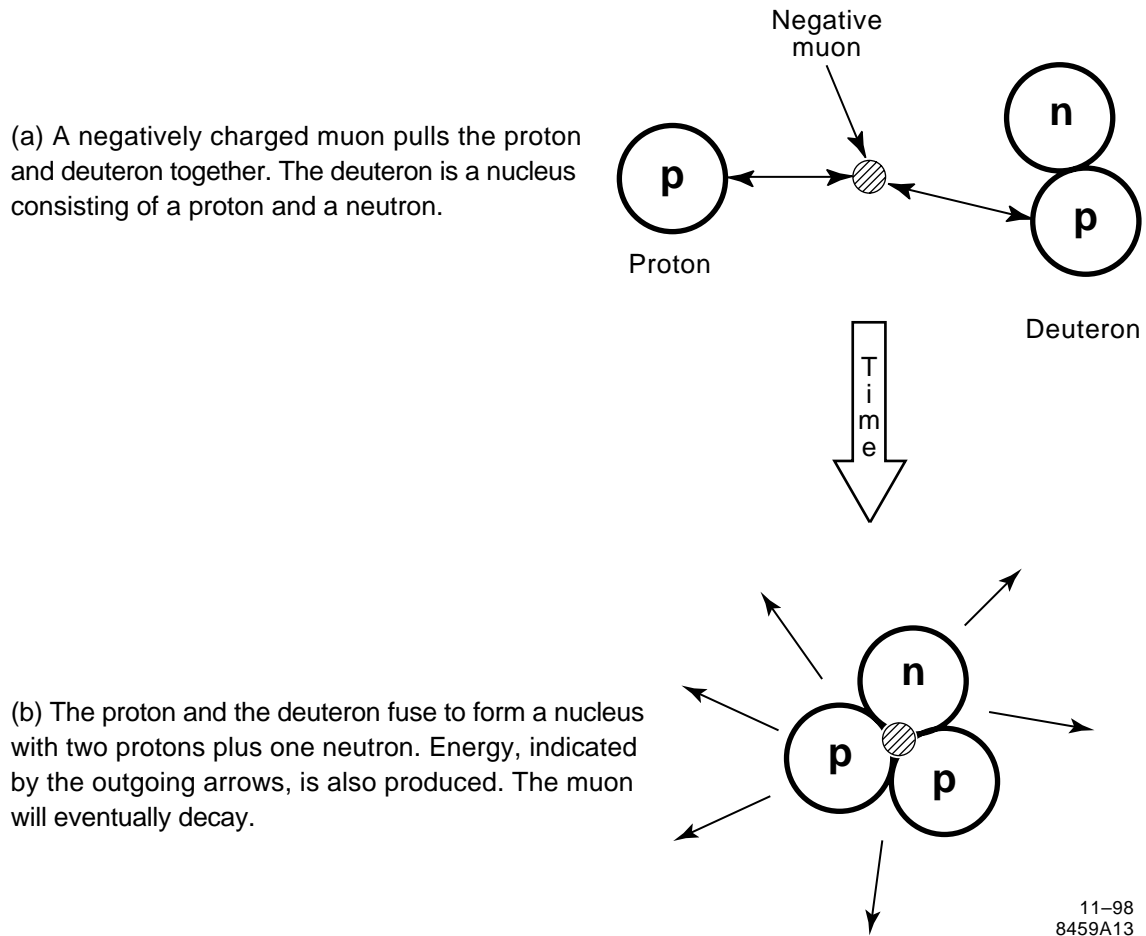 Negative
muon
(a) A negatively charged muon pulls the proton
and deuteron together. The deuteron is a nucleus
consisting of a proton and a neutron.
p
n
p
Proton
Deuteron
Time
(b) The proton and the deuteron fuse to form a nucleus
with two protons plus one neutron. Energy, indicated
by the outgoing arrows, is also produced. The muon
will eventually decay.
n
p
p
11–98
8459A13